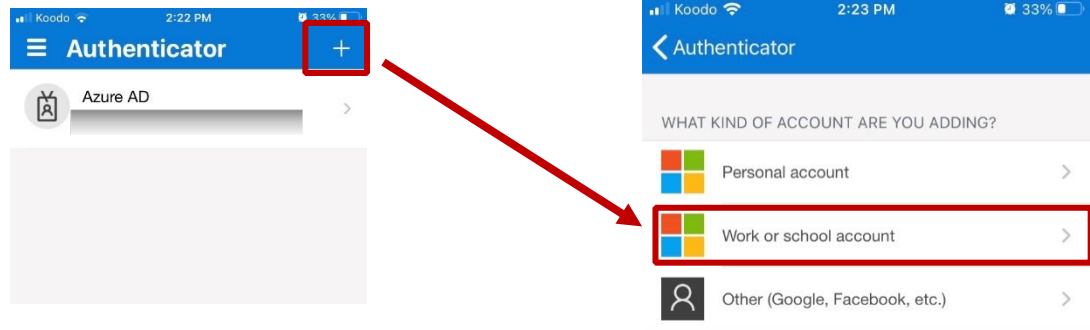 Koodo 2:22 PM 33%
Authenticator +
Azure AD
Koodo 2:23 PM 33%
Authenticator
WHAT KIND OF ACCOUNT ARE YOU ADDING?
Personal account
Work or school account
Other (Google, Facebook, etc.)